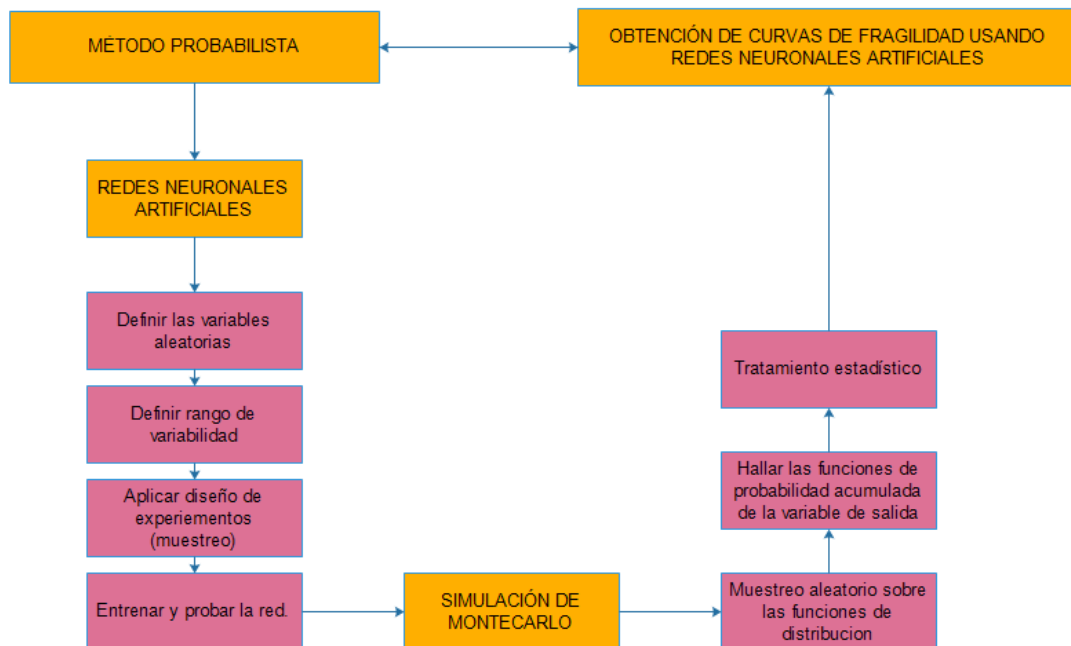 MÉTODO PROBABILISTA
OBTENCIÓN DE CURVAS DE FRAGILIDAD USANDO
REDES NEURONALES ARTIFICIALES
REDES NEURONALES
ARTIFICIALES
Definir las variables
aleatorias
Definir rango de
variabilidad
Aplicar diseño de
experiementos
(muestreo)
Entrenar y probar la red.
SIMULACIÓN DE
MONTECARLO
Muestreo aleatorio sobre
las funciones de
distribucion
Hallar las funciones de
probabilidad acumulada
de la variable de salida
Tratamiento estadístico